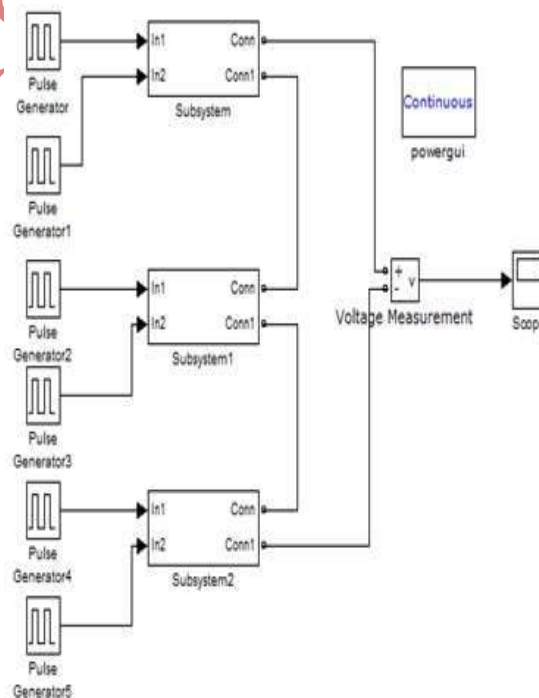 In1
Conn
In2
Conn1
Subsystem
Pulse
Generator
Pulse
Generator1
Continuous
powergui
In1
Conn
In2
Conn1
Subsystem1
Pulse
Generator2
Pulse
Generator3
+
-
v
Voltage Measurement
In1
Conn
In2
Conn1
Subsystem2
Pulse
Generator4
Pulse
Generator5